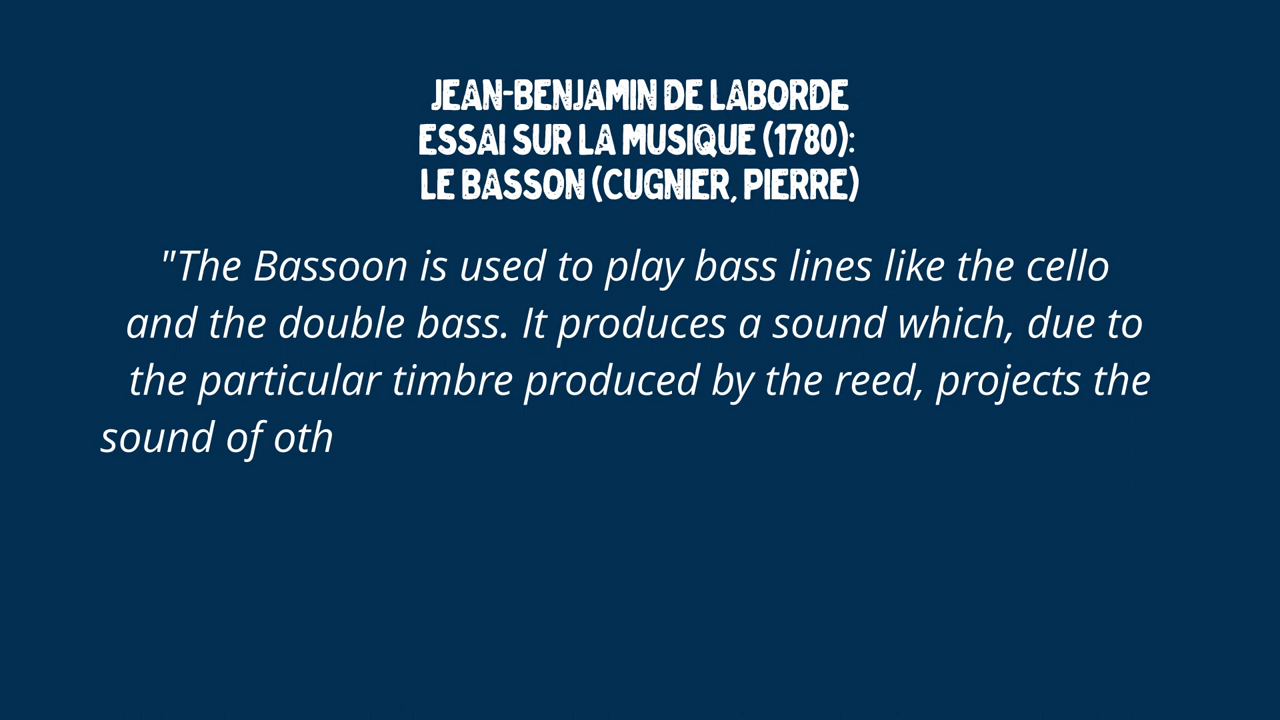 JEAN-BENJAMIN DE LABORDE
ESSAI SUR LA MUSIQUE (1780):
LE BASSON (CUGNIER, PIERRE)
"The Bassoon is used to play bass lines like the cello
and the double bass. It produces a sound which, due to
the particular timbre produced by the reed, projects the
sound of oth